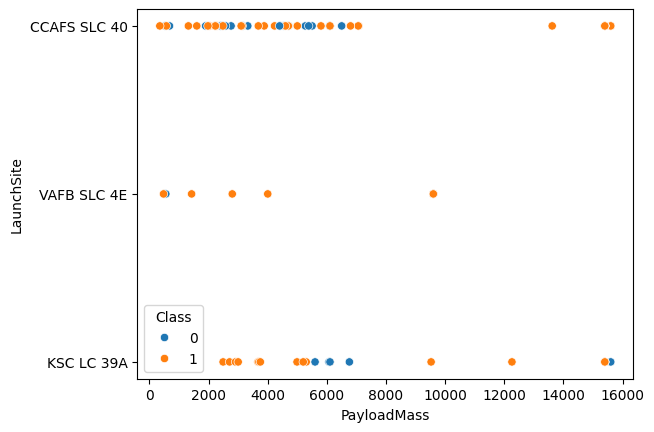 CCAFS SLC 40
VAFB SLC 4E
KSC LC 39A
LaunchSite
Class
0
1
0 2000 4000 6000 8000 10000 12000 14000 16000
PayloadMass